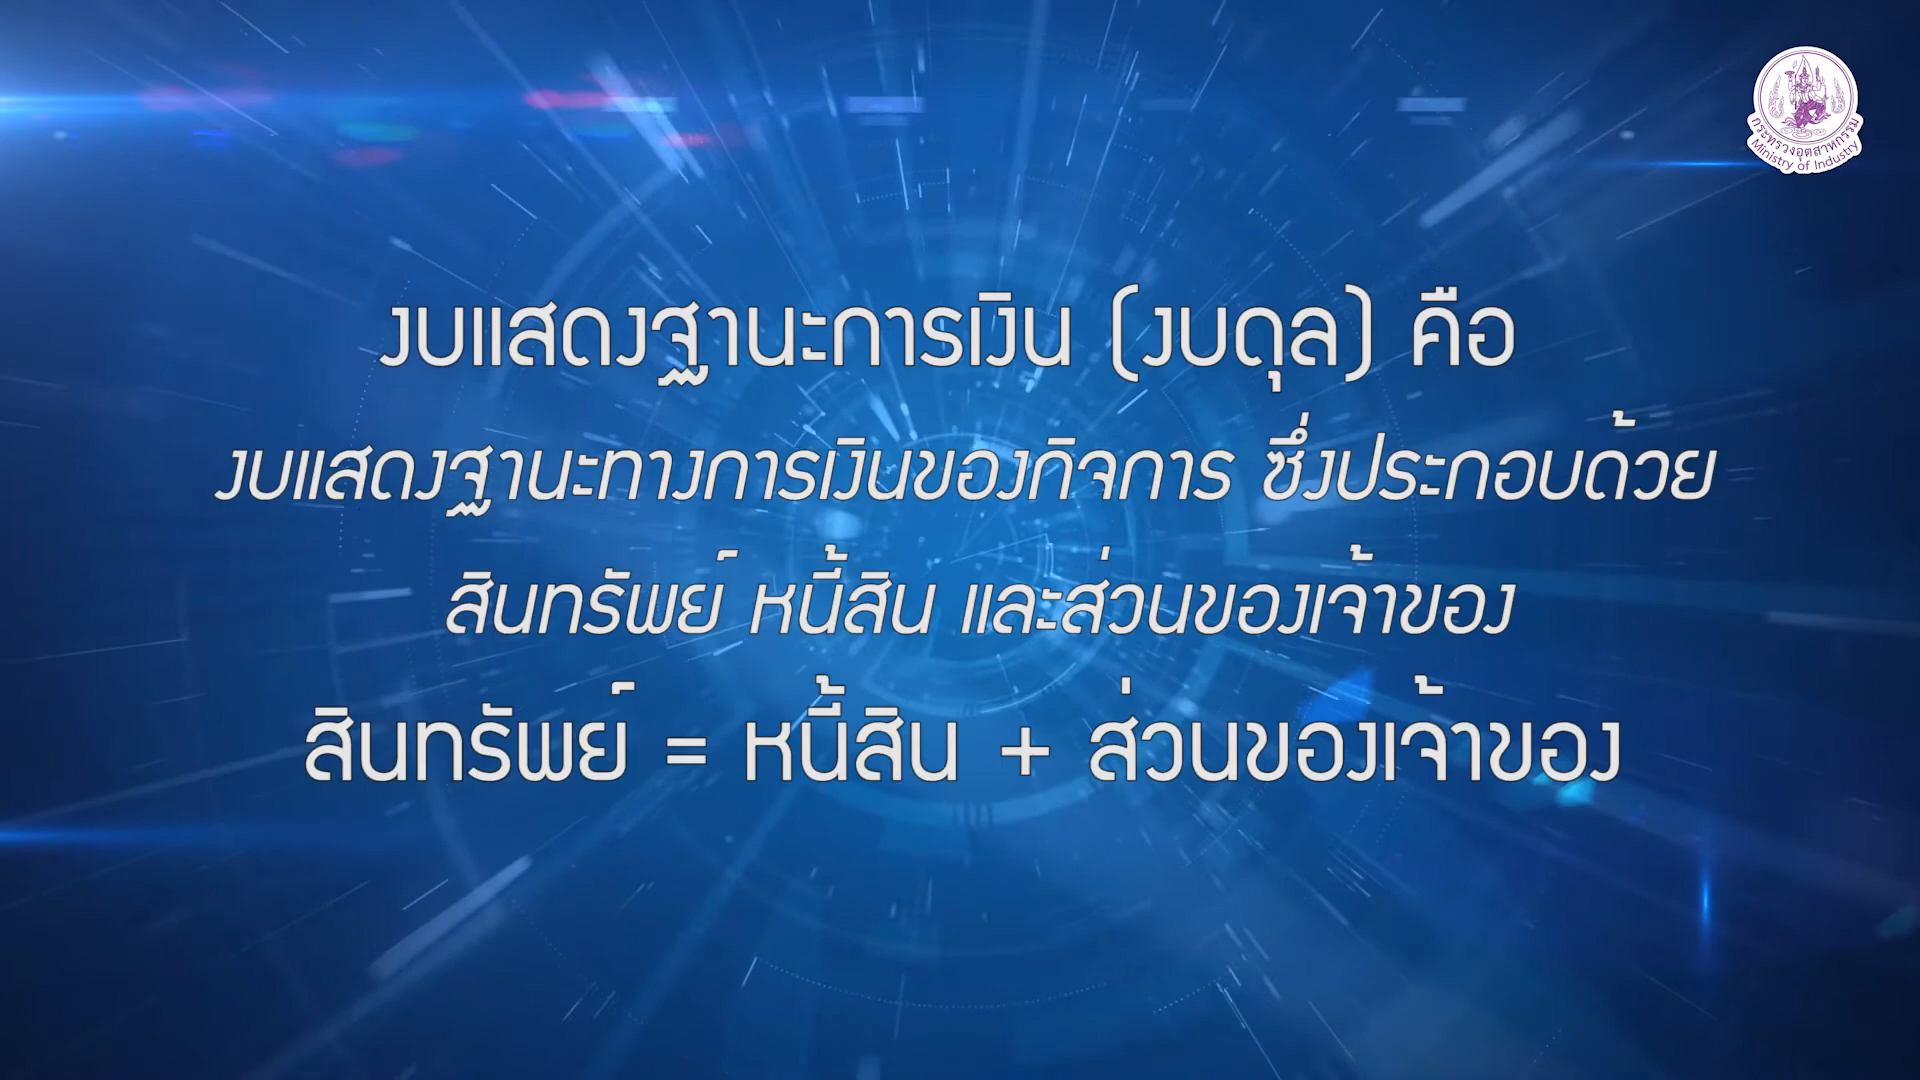 กระทรวงอุตสาหกรรม
Ministry of Industry
งบแสดงฐานะการเงิน (งบดุล) คือ
งบแสดงฐานะทางการเงินของกิจการ ซึ่งประกอบด้วย
สินทรัพย์ หนี้สิน และส่วนของเจ้าของ
สินทรัพย์ = หนี้สิน + ส่วนของเจ้าของ